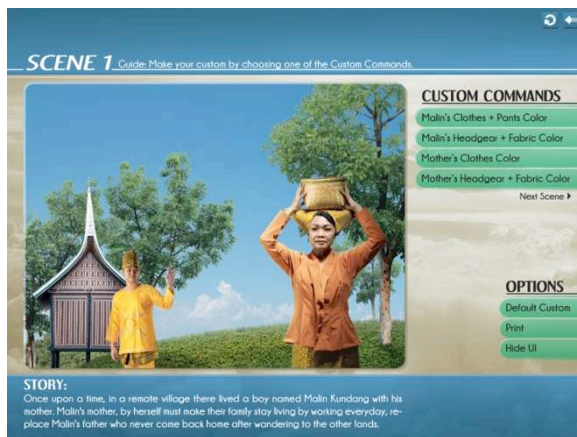 SCENE 1 Guide: Make your custom by choosing one of the Custom Commands.
CUSTOM COMMANDS
Malin's Clothes + Pants Color
Malin's Headgear + Fabric Color
Mother's Clothes Color
Mother's Headgear + Fabric Color
Next Scene
OPTIONS
Default Custom
Print
Hide UI
STORY:
Once upon a time, in a remote village there lived a boy named Malin Kundang with his
mother. Malin's mother, by herself must make their family stay living by working everyday, re-
place Malin's father who never come back home after wandering to the other lands.